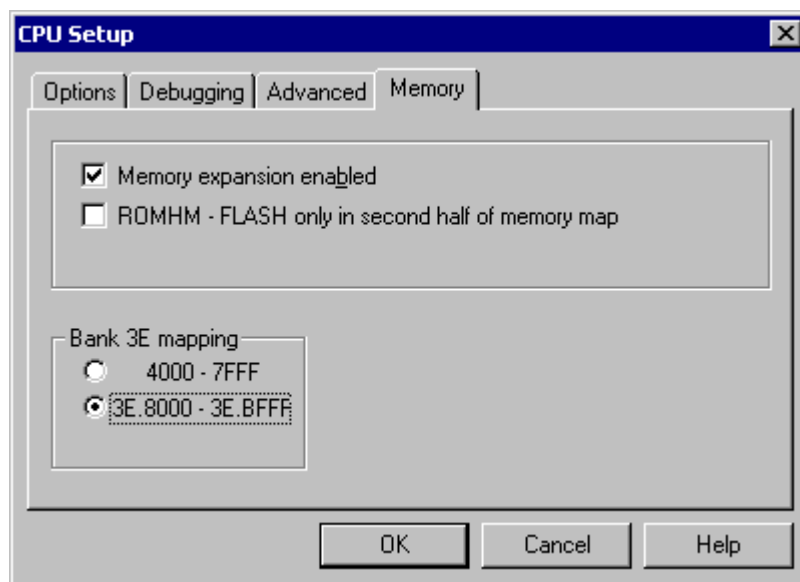 CPU Setup
Options Debugging Advanced Memory
Memory expansion enabled
ROMHM - FLASH only in second half of memory map
Bank 3E mapping
4000 - 7FFF
3E.8000 - 3E.BFFF
OK Cancel Help